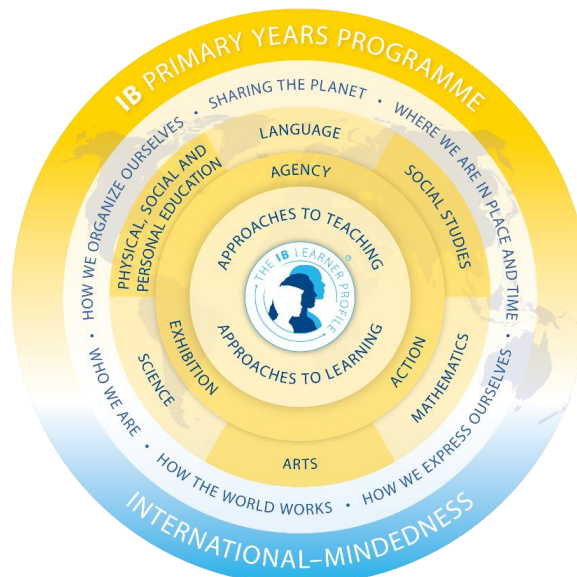 IB PRIMARY YEARS PROGRAMME
HOW WE ORGANIZE OURSELVES • SHARING THE PLANET • WHERE WE ARE IN PLACE AND TIME •
WHO WE ARE • HOW THE WORLD WORKS • HOW WE EXPRESS OURSELVES
LANGUAGE
PHYSICAL, SOCIAL AND
PERSONAL EDUCATION
SOCIAL STUDIES
AGENCY
APPROACHES TO TEACHING
THE IB LEARNER PROFILE
®
APPROACHES TO LEARNING
EXHIBITION
ACTION
SCIENCE
MATHEMATICS
ARTS
INTERNATIONAL–MINDEDNESS